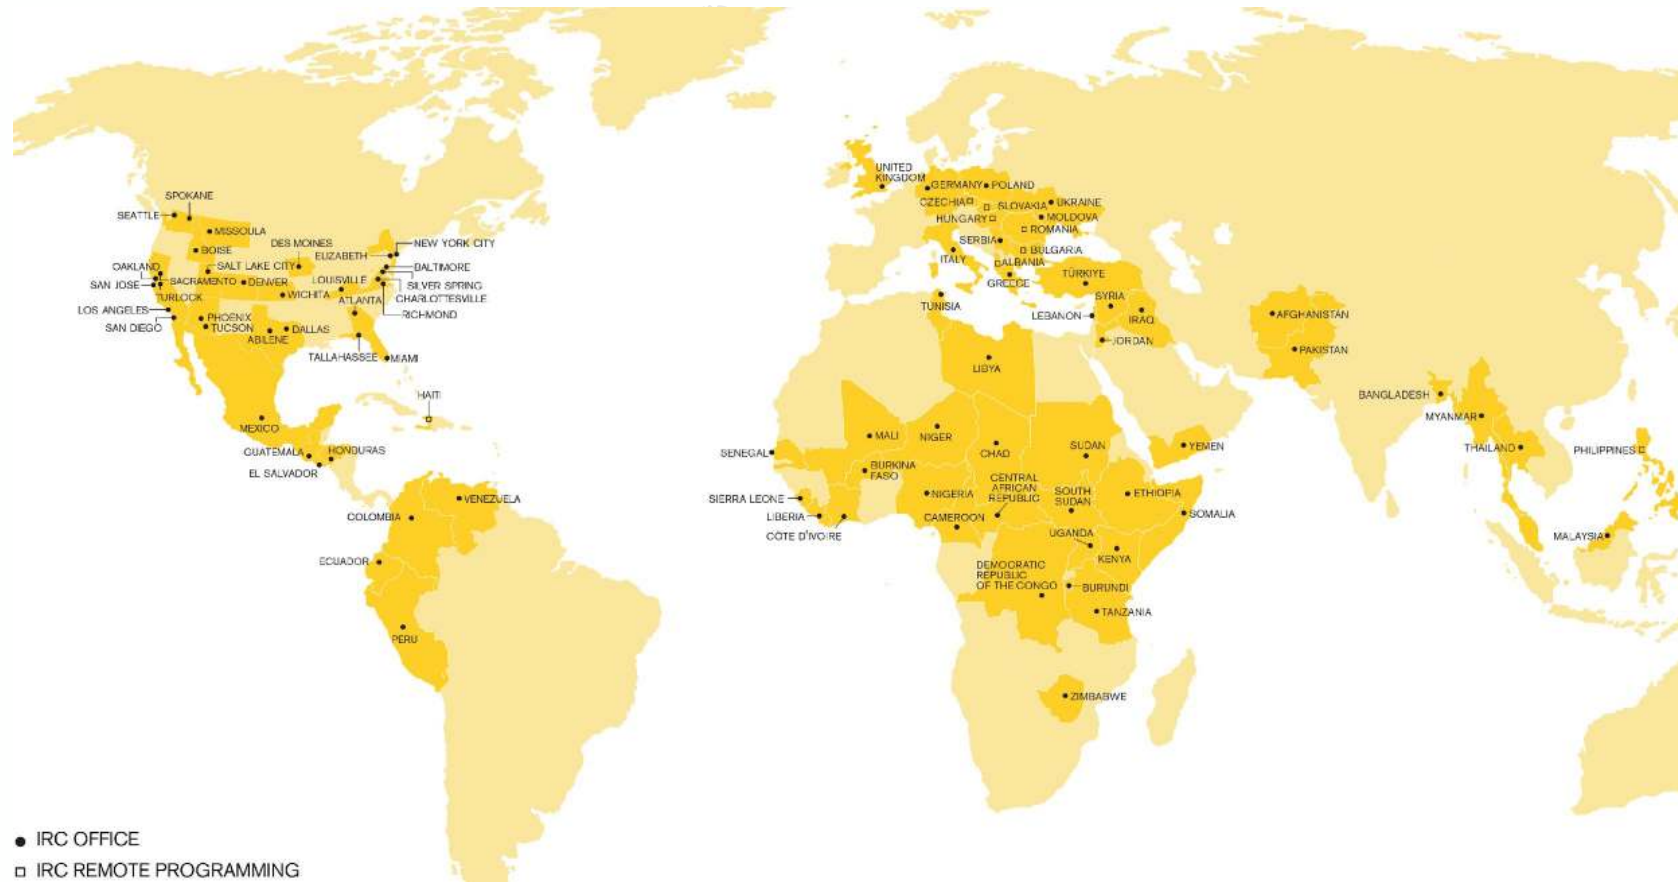 SPOKANE
SEATTLE
MISSOULA
BOISE
DES MOINES
SALT LAKE CITY
OAKLAND
SACRAMENTO
SAN JOSE
TURLOCK
DENVER
WICHITA
LOUISVILLE
ATLANTA
ELIZABETH
NEW YORK CITY
BALTIMORE
SILVER SPRING
CHARLOTTESVILLE
RICHMOND
LOS ANGELES
SAN DIEGO
PHOENIX
TUCSON
ABILENE
DALLAS
TALLAHASSEE
MIAMI
HAITI
MEXICO
GUATEMALA
HONDURAS
EL SALVADOR
VENEZUELA
COLOMBIA
ECUADOR
PERU
UNITED
KINGDOM
GERMANY
POLAND
CZECHIA
SLOVAKIA
UKRAINE
HUNGARY
MOLDOVA
ROMANIA
SERBIA
BULGARIA
ITALY
ALBANIA
GREECE
TÜRKIYE
TUNISIA
SYRIA
LEBANON
IRAQ
JORDAN
LIBYA
AFGHANISTAN
PAKISTAN
BANGLADESH
MYANMAR
THAILAND
PHILIPPINES
MALAYSIA
SENEGAL
MALI
NIGER
CHAD
SUDAN
YEMEN
BURKINA
FASO
SIERRA LEONE
LIBERIA
CÔTE D'IVOIRE
NIGERIA
CAMEROON
CENTRAL
AFRICAN
REPUBLIC
SOUTH
SUDAN
ETHIOPIA
SOMALIA
UGANDA
KENYA
DEMOCRATIC
REPUBLIC
OF THE CONGO
BURUNDI
TANZANIA
ZIMBABWE
IRC OFFICE
IRC REMOTE PROGRAMMING